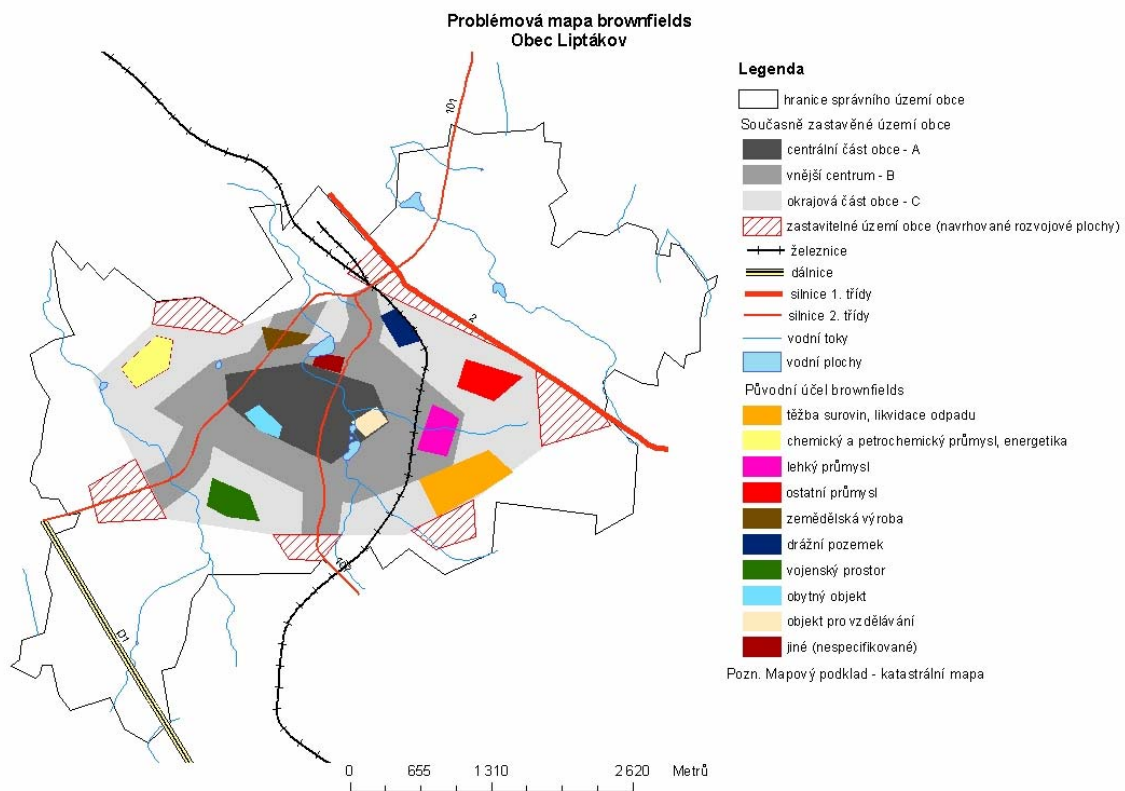 Problémová mapa brownfields
Obec Liptákov
101
2
D1
Legenda
hranice správního území obce
Současně zastavěné území obce
centrální část obce - A
vnější centrum - B
okrajová část obce - C
zastavitelné území obce (navrhované rozvojové plochy)
železnice
dálnice
silnice 1. třídy
silnice 2. třídy
vodní toky
vodní plochy
Původní účel brownfields
těžba surovin, likvidace odpadu
chemický a petrochemický průmysl, energetika
lehký průmysl
ostatní průmysl
zemědělská výroba
drážní pozemek
vojenský prostor
obytný objekt
objekt pro vzdělávání
jiné (nespecifikované)
Pozn. Mapový podklad - katastrální mapa
0 655 1 310 2 620 Metrů